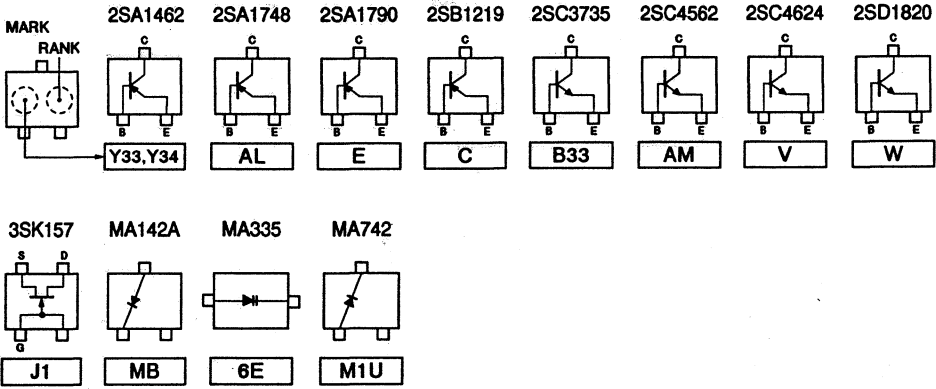 2SA1462 2SA1748 2SA1790 2SB1219 2SC3735 2SC4562 2SC4624 2SD1820
MARK
RANK
C C C C C C C C
B E B E B E B E B E B E B E B E
Y33,Y34 AL E C B33 AM V W
3SK157 MA142A MA335 MA742
S D
G
J1 MB 6E M1U